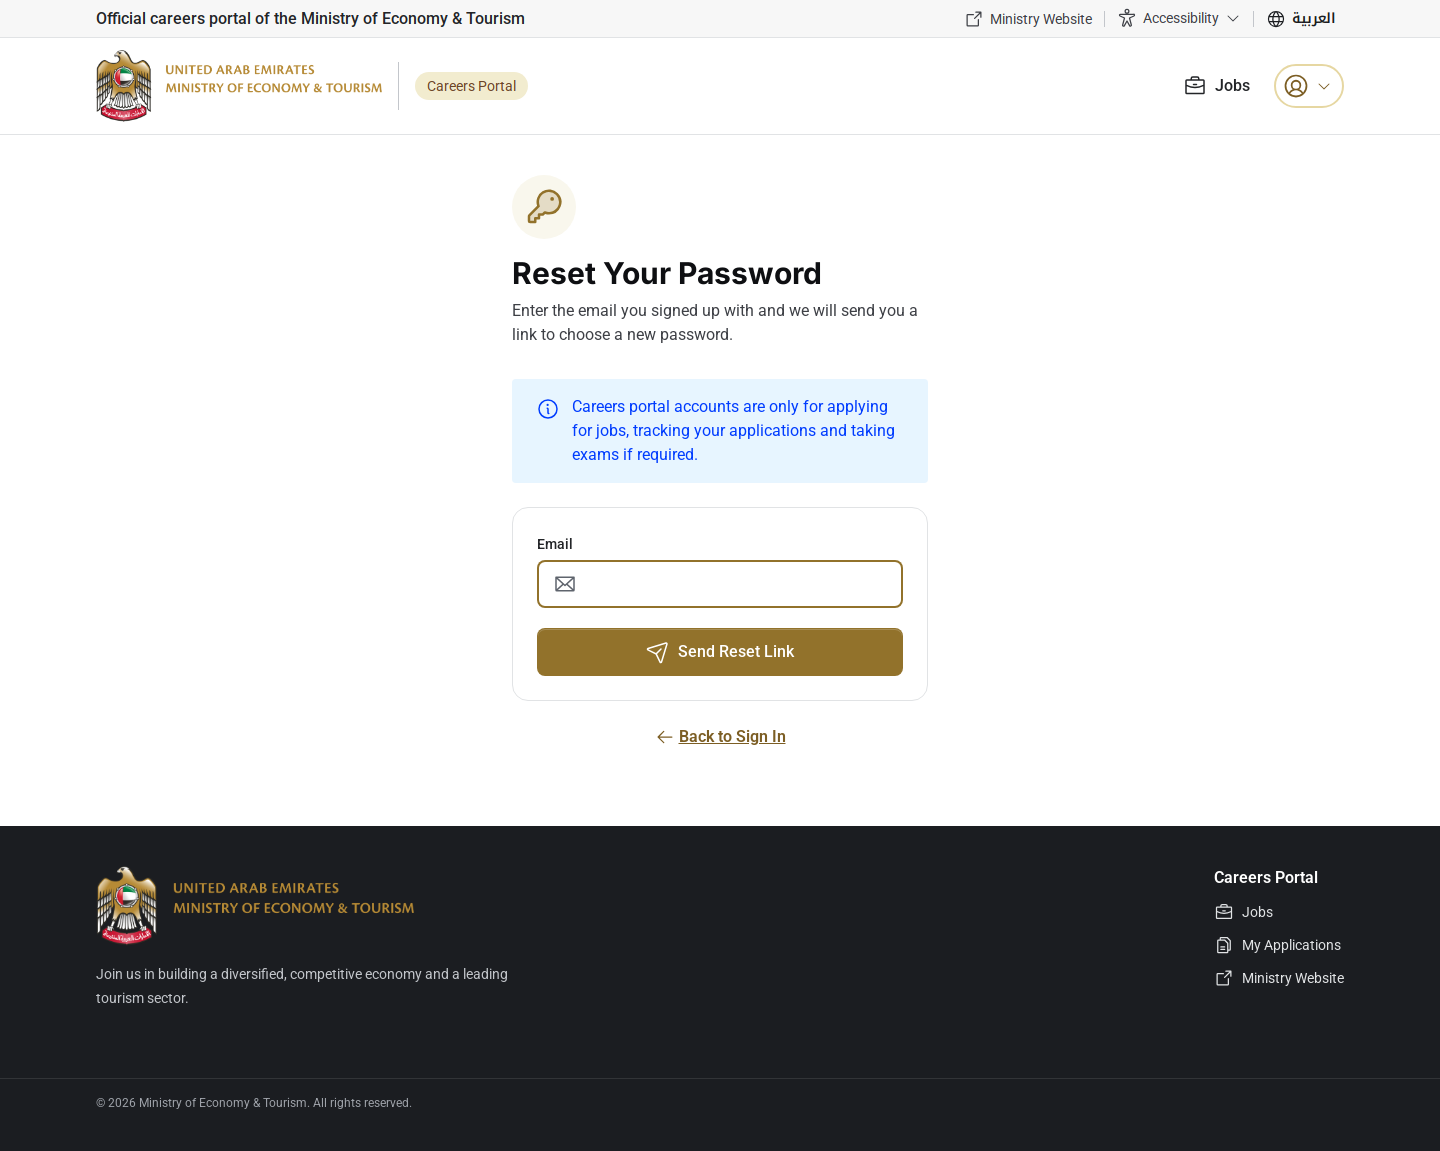 Official careers portal of the Ministry of Economy & Tourism
Ministry Website
Accessibility
العربية
UNITED ARAB EMIRATES
MINISTRY OF ECONOMY & TOURISM
Careers Portal
Jobs
Reset Your Password
Enter the email you signed up with and we will send you a
link to choose a new password.
Careers portal accounts are only for applying
for jobs, tracking your applications and taking
exams if required.
Email
Send Reset Link
Back to Sign In
UNITED ARAB EMIRATES
MINISTRY OF ECONOMY & TOURISM
Join us in building a diversified, competitive economy and a leading
tourism sector.
Careers Portal
Jobs
My Applications
Ministry Website
© 2026 Ministry of Economy & Tourism. All rights reserved.